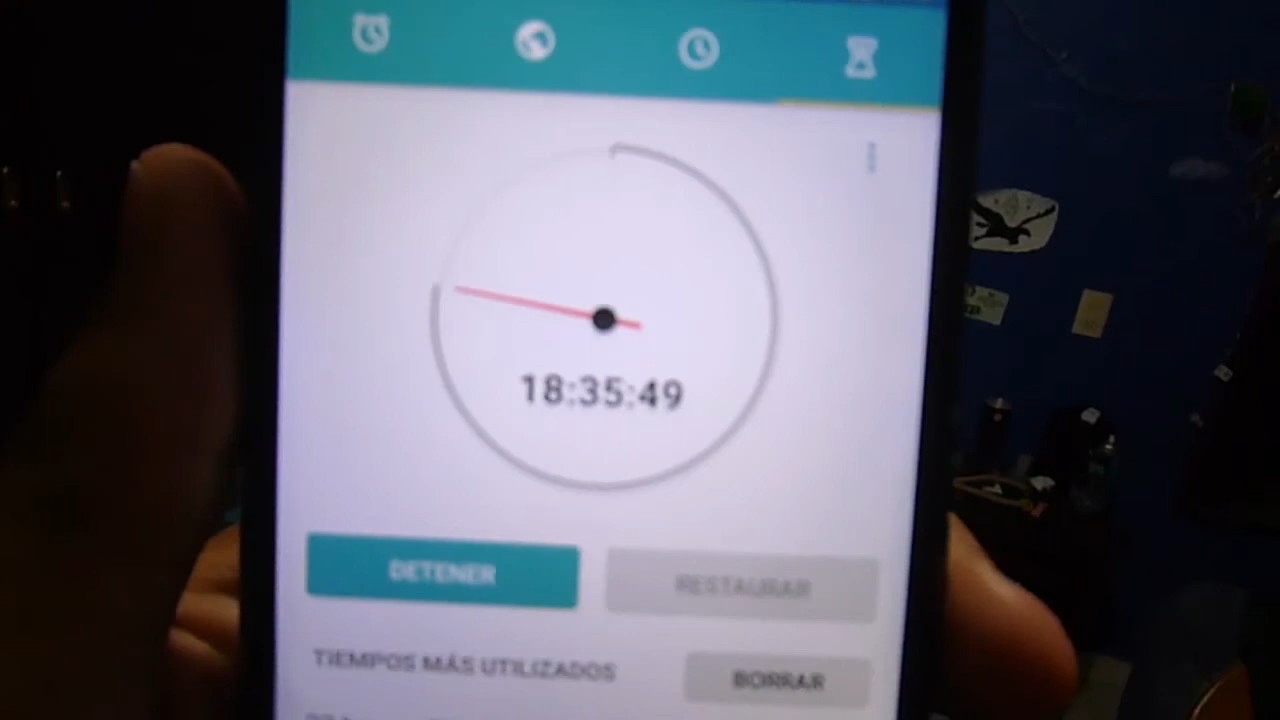 18:35:49
DETENER
RESTAURAR
TIEMPOS MÁS UTILIZADOS
BORRAR